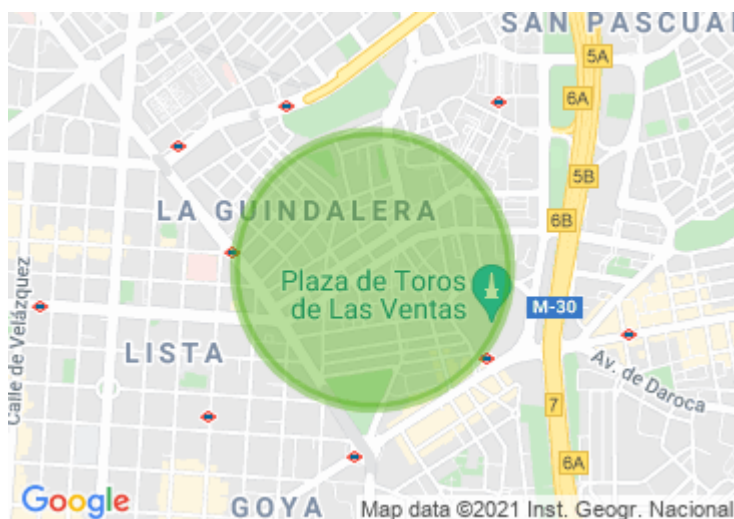 SAN PASCUAL
5A
6A
5B
LA GUINDALERA
6B
Plaza de Toros
de Las Ventas
M-30
Calle de Velázquez
LISTA
Av. de Daroca
7
6A
Google
GOYA
Map data ©2021 Inst. Geogr. Nacional